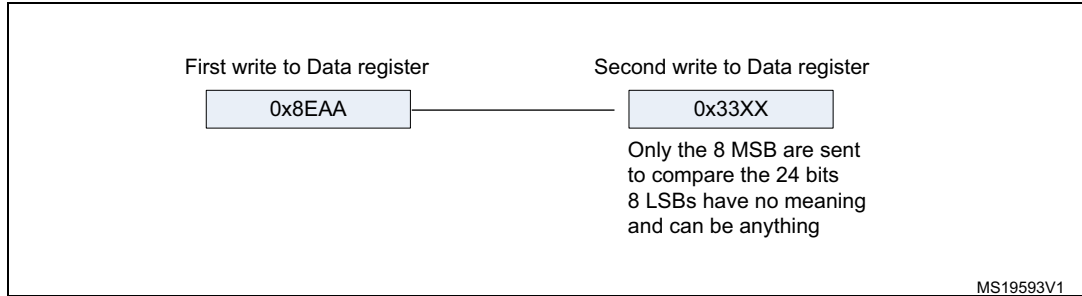 First write to Data register
Second write to Data register
0x8EAA
0x33XX
Only the 8 MSB are sent
to compare the 24 bits
8 LSBs have no meaning
and can be anything
MS19593V1